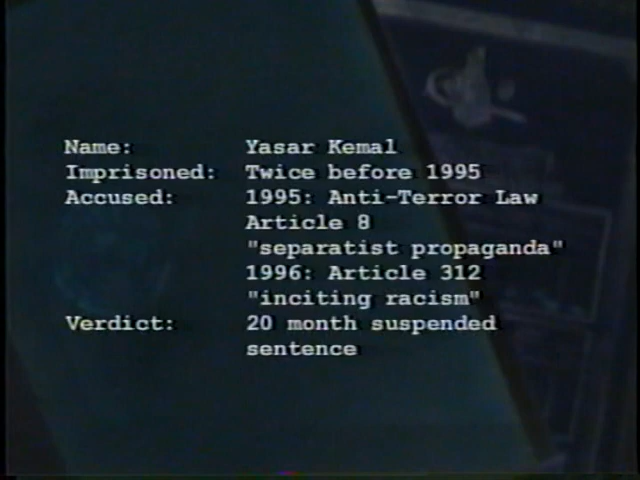 Name: Yasar Kemal
Imprisoned: Twice before 1995
Accused: 1995: Anti-Terror Law
Article 8
"separatist propaganda"
1996: Article 312
"inciting racism"
Verdict: 20 month suspended
sentence